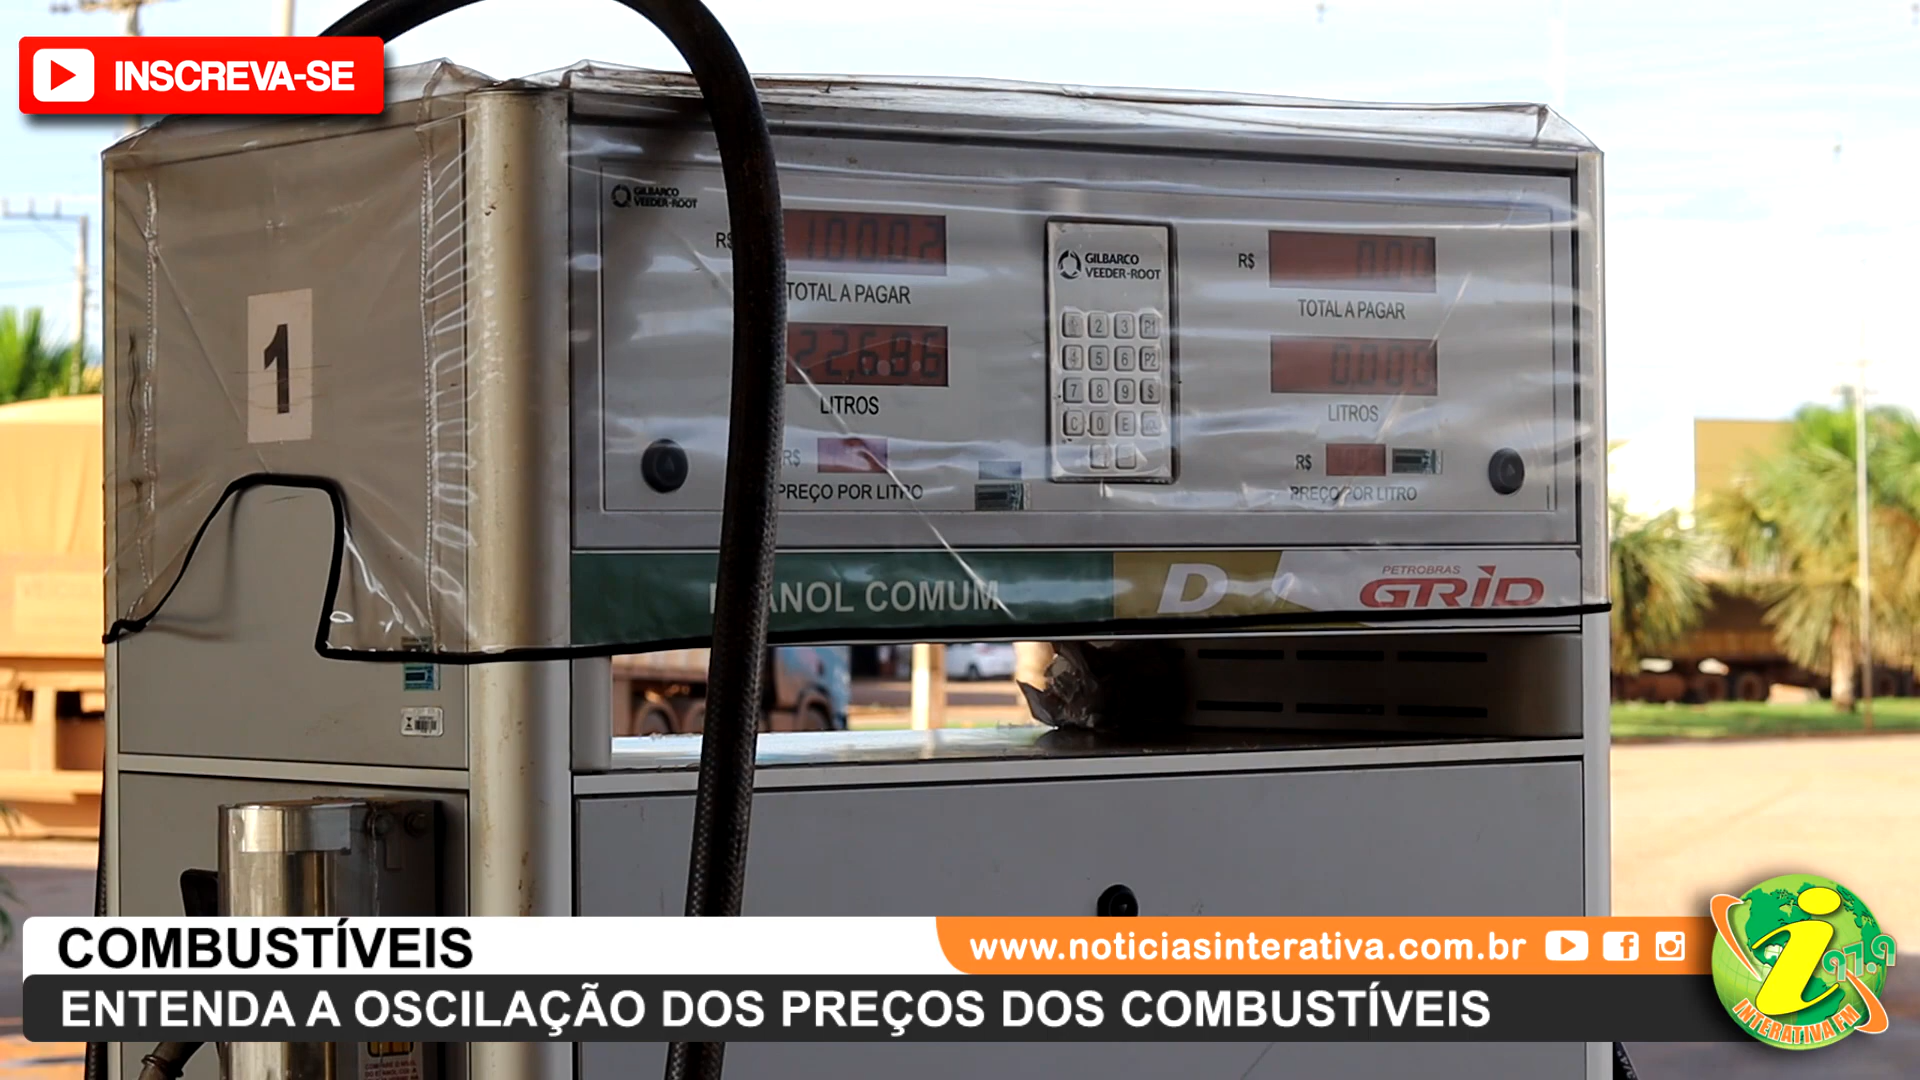 INSCREVA-SE
GILBARCO
VEEDER-ROOT
R$
100.02
TOTAL A PAGAR
22,686
LITROS
R$
PREÇO POR LITRO
GILBARCO
VEEDER-ROOT
1 2 3 P1
4 5 6 P2
7 8 9 $
C 0 E
R$
0.00
TOTAL A PAGAR
0.000
LITROS
R$
PREÇO POR LITRO
1
ANOL COMUM
D
PETROBRAS
GRID
COMBUSTÍVEIS
www.noticiasinterativa.com.br
ENTENDA A OSCILAÇÃO DOS PREÇOS DOS COMBUSTÍVEIS
i 97.9
INTERATIVA FM